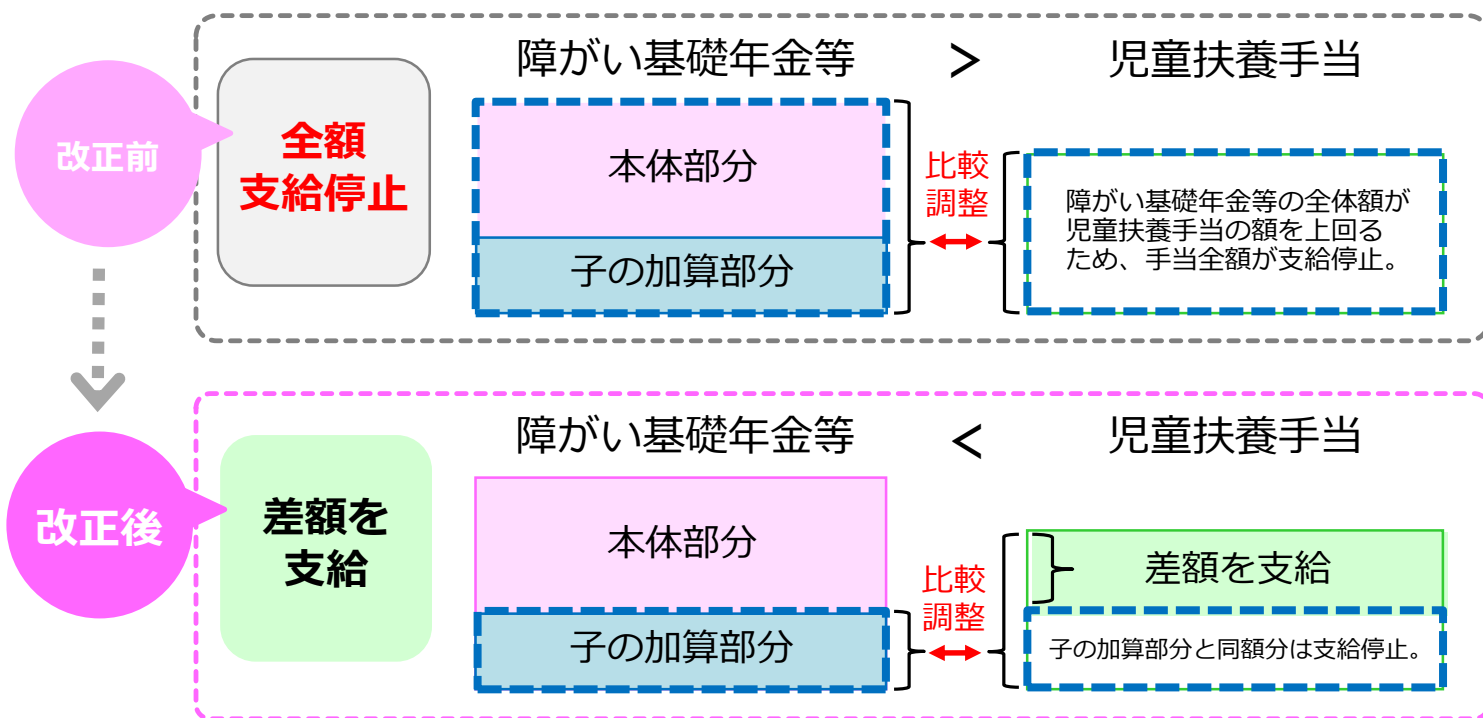 改正前
全額
支給停止
障がい基礎年金等 > 児童扶養手当
本体部分
子の加算部分
比較
調整
障がい基礎年金等の全体額が
児童扶養手当の額を上回る
ため、手当全額が支給停止。
改正後
差額を
支給
障がい基礎年金等 < 児童扶養手当
本体部分
子の加算部分
比較
調整
差額を支給
子の加算部分と同額分は支給停止。